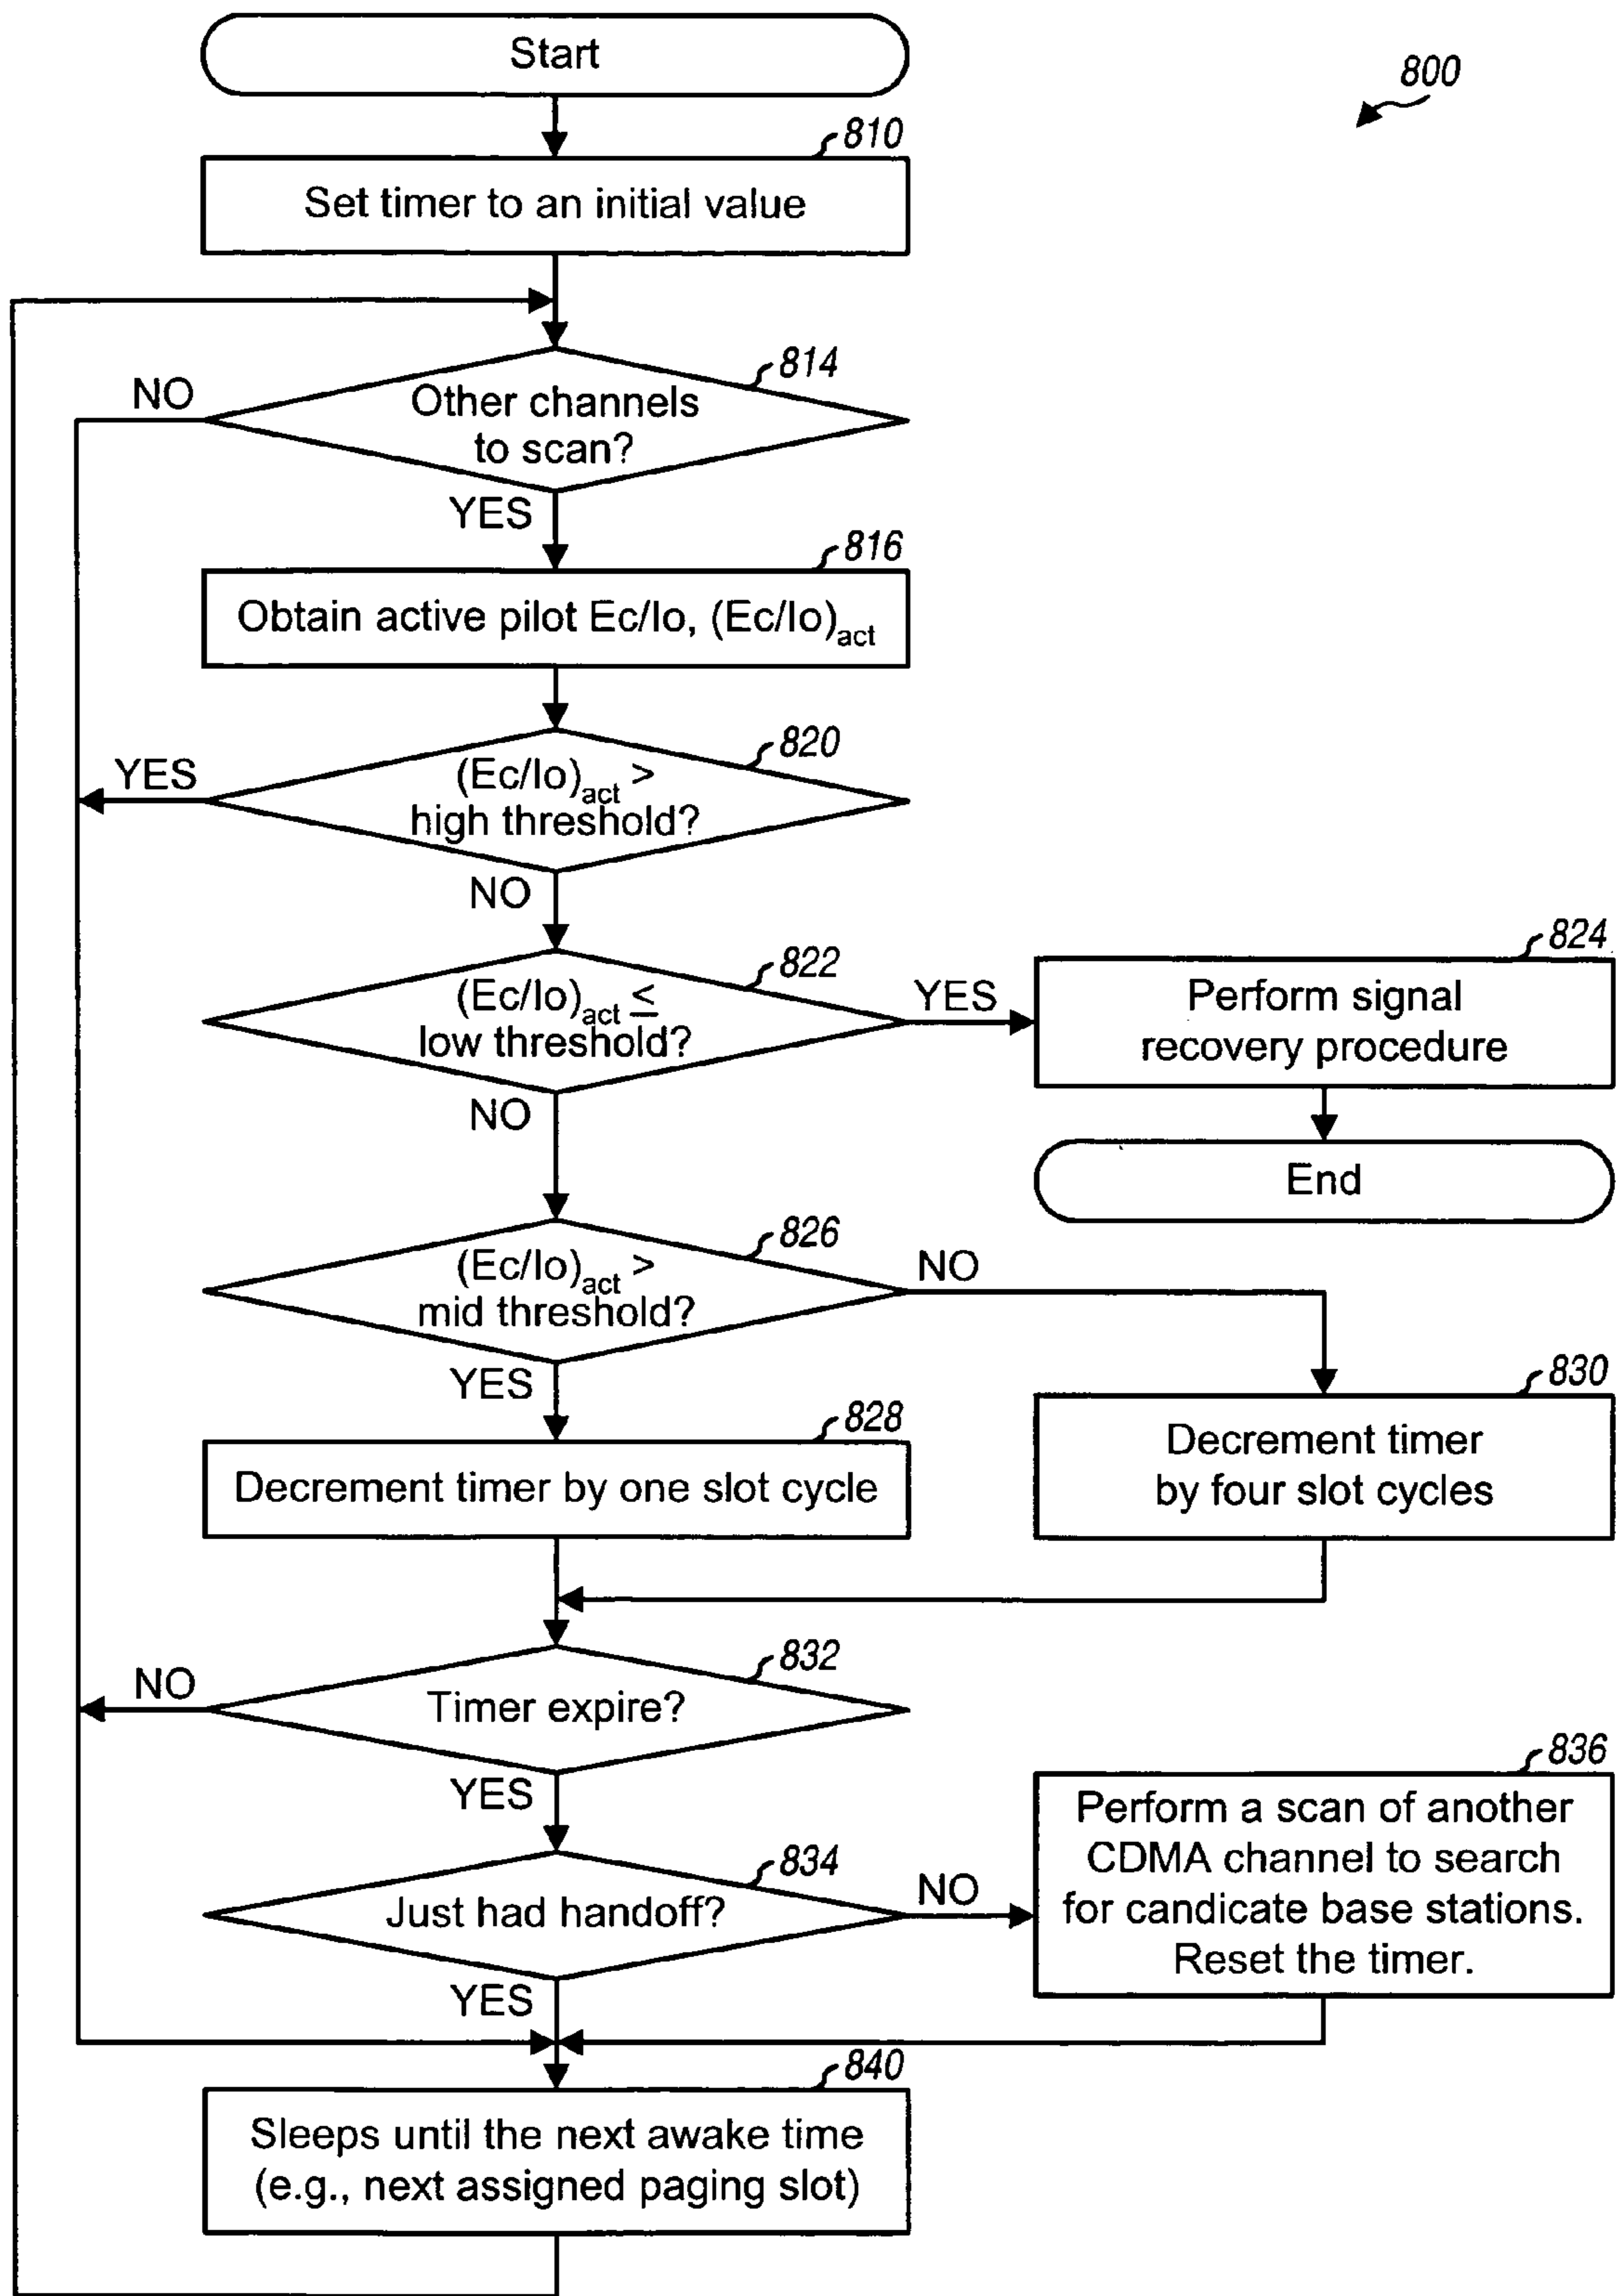 Start
800
810
Set timer to an initial value
814
NO
Other channels
to scan?
YES
816
Obtain active pilot Ec/Io, (Ec/Io)act
820
YES
(Ec/Io)act >
high threshold?
NO
822
(Ec/Io)act ≤
low threshold?
YES
824
Perform signal
recovery procedure
NO
End
826
(Ec/Io)act >
mid threshold?
NO
YES
828
Decrement timer by one slot cycle
830
Decrement timer
by four slot cycles
832
NO
Timer expire?
YES
834
Just had handoff?
NO
836
Perform a scan of another
CDMA channel to search
for candicate base stations.
Reset the timer.
YES
840
Sleeps until the next awake time
(e.g., next assigned paging slot)